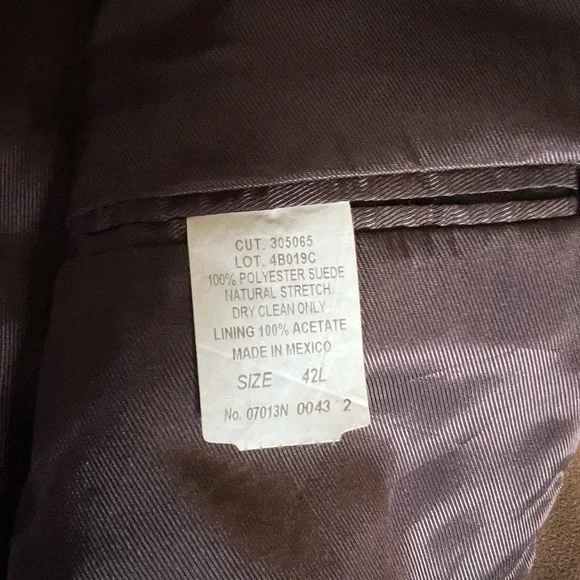 CUT. 305065
LOT. 4B019C
100% POLYESTER SUEDE
NATURAL STRETCH
DRY CLEAN ONLY
LINING 100% ACETATE
MADE IN MEXICO
SIZE 42L
No. 07013N 0043 2